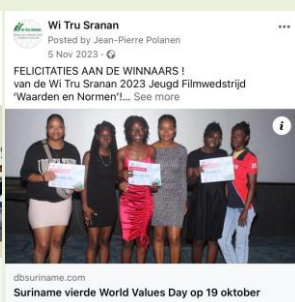 Wi Tru Sranan
Posted by Jean-Pierre Polanen
5 Nov 2023 ·
FELICITATIES AAN DE WINNAARS !
van de Wi Tru Sranan 2023 Jeugd Filmwedstrijd
'Waarden en Normen'!... See more
dbsuriname.com
Suriname vierde World Values Day op 19 oktober